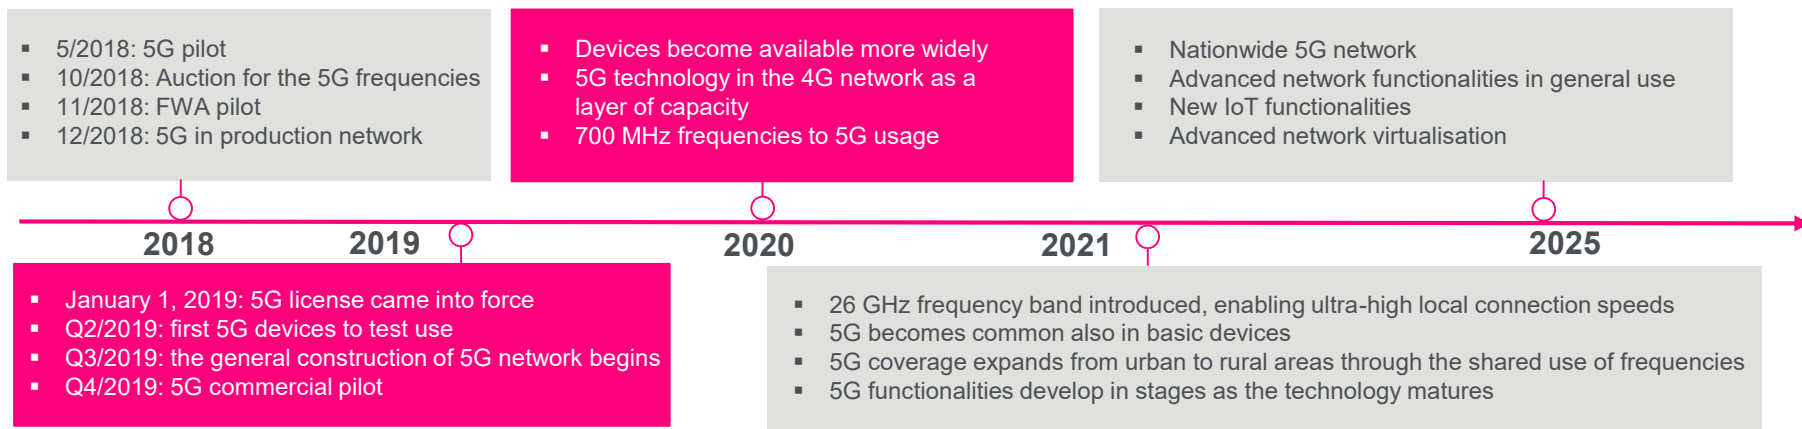 ▪ 5/2018: 5G pilot
▪ 10/2018: Auction for the 5G frequencies
▪ 11/2018: FWA pilot
▪ 12/2018: 5G in production network
▪ Devices become available more widely
▪ 5G technology in the 4G network as a
layer of capacity
▪ 700 MHz frequencies to 5G usage
▪ Nationwide 5G network
▪ Advanced network functionalities in general use
▪ New IoT functionalities
▪ Advanced network virtualisation
2018
2019
2020
2021
2025
▪ January 1, 2019: 5G license came into force
▪ Q2/2019: first 5G devices to test use
▪ Q3/2019: the general construction of 5G network begins
▪ Q4/2019: 5G commercial pilot
▪ 26 GHz frequency band introduced, enabling ultra-high local connection speeds
▪ 5G becomes common also in basic devices
▪ 5G coverage expands from urban to rural areas through the shared use of frequencies
▪ 5G functionalities develop in stages as the technology matures